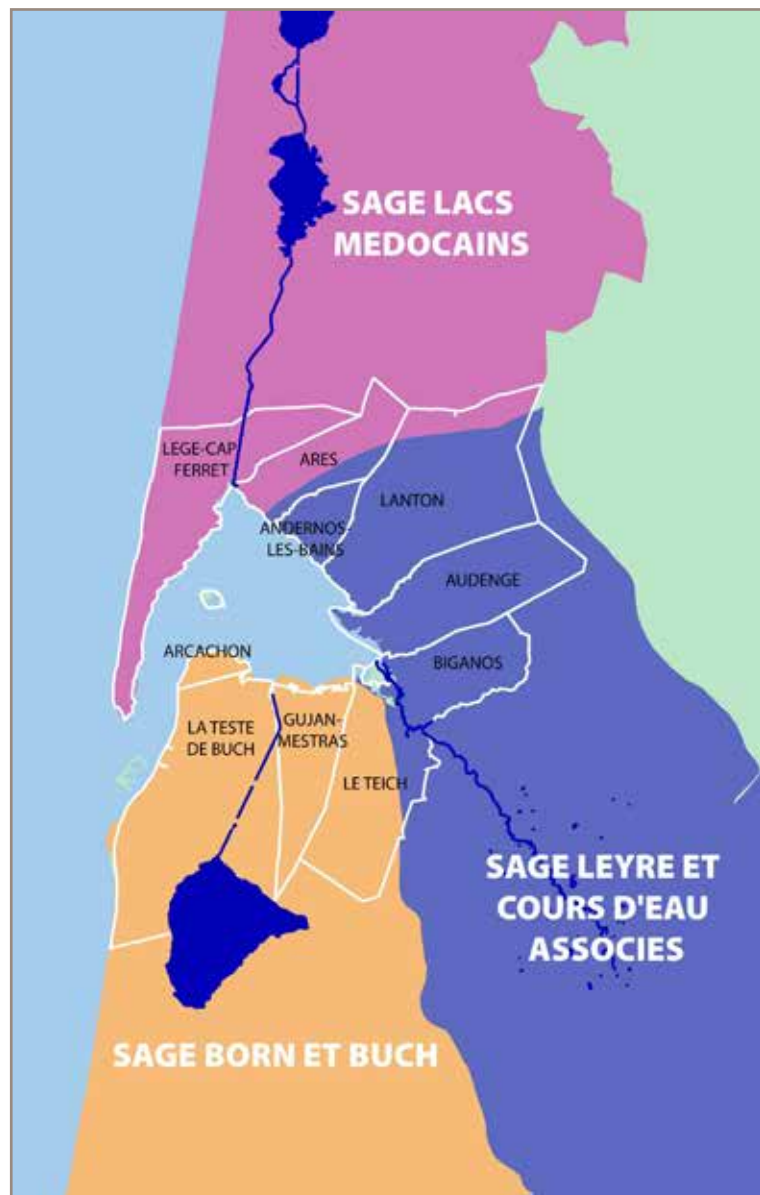 SAGE LACS
MEDOCAINS
LEGE-CAP
FERRET
ARES
LANTON
ANDERNOS-
LES-BAINS
AUDENGE
ARCACHON
BIGANOS
LA TESTE
DE BUCH
GUJAN-
MESTRAS
LE TEICH
SAGE LEYRE ET
COURS D'EAU
ASSOCIES
SAGE BORN ET BUCH